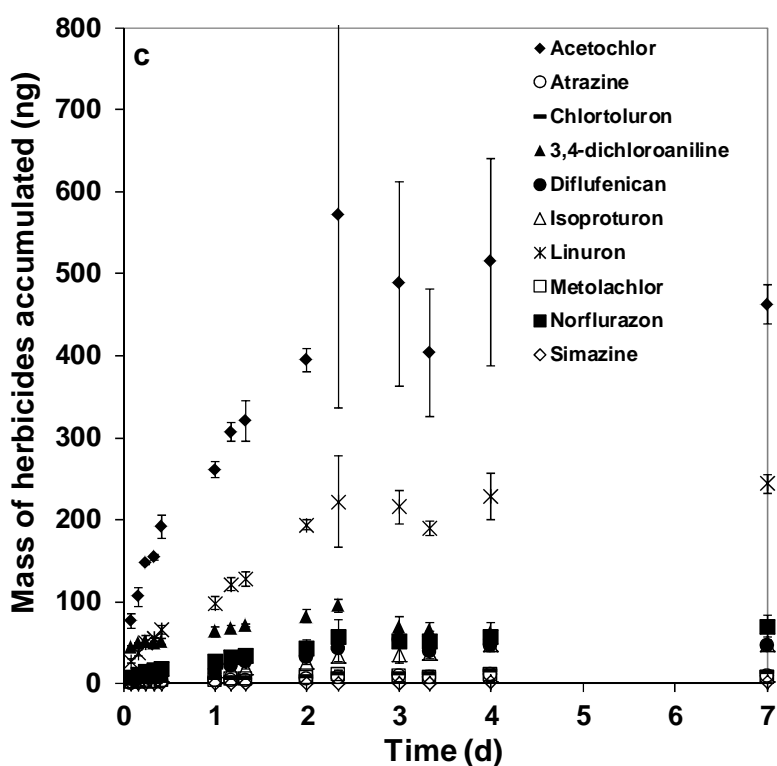 c
Mass of herbicides accumulated (ng)
800
700
600
500
400
300
200
100
0
Acetochlor
Atrazine
Chlortoluron
3,4-dichloroaniline
Diflufenican
Isoproturon
Linuron
Metolachlor
Norflurazon
Simazine
0 1 2 3 4 5 6 7
Time (d)